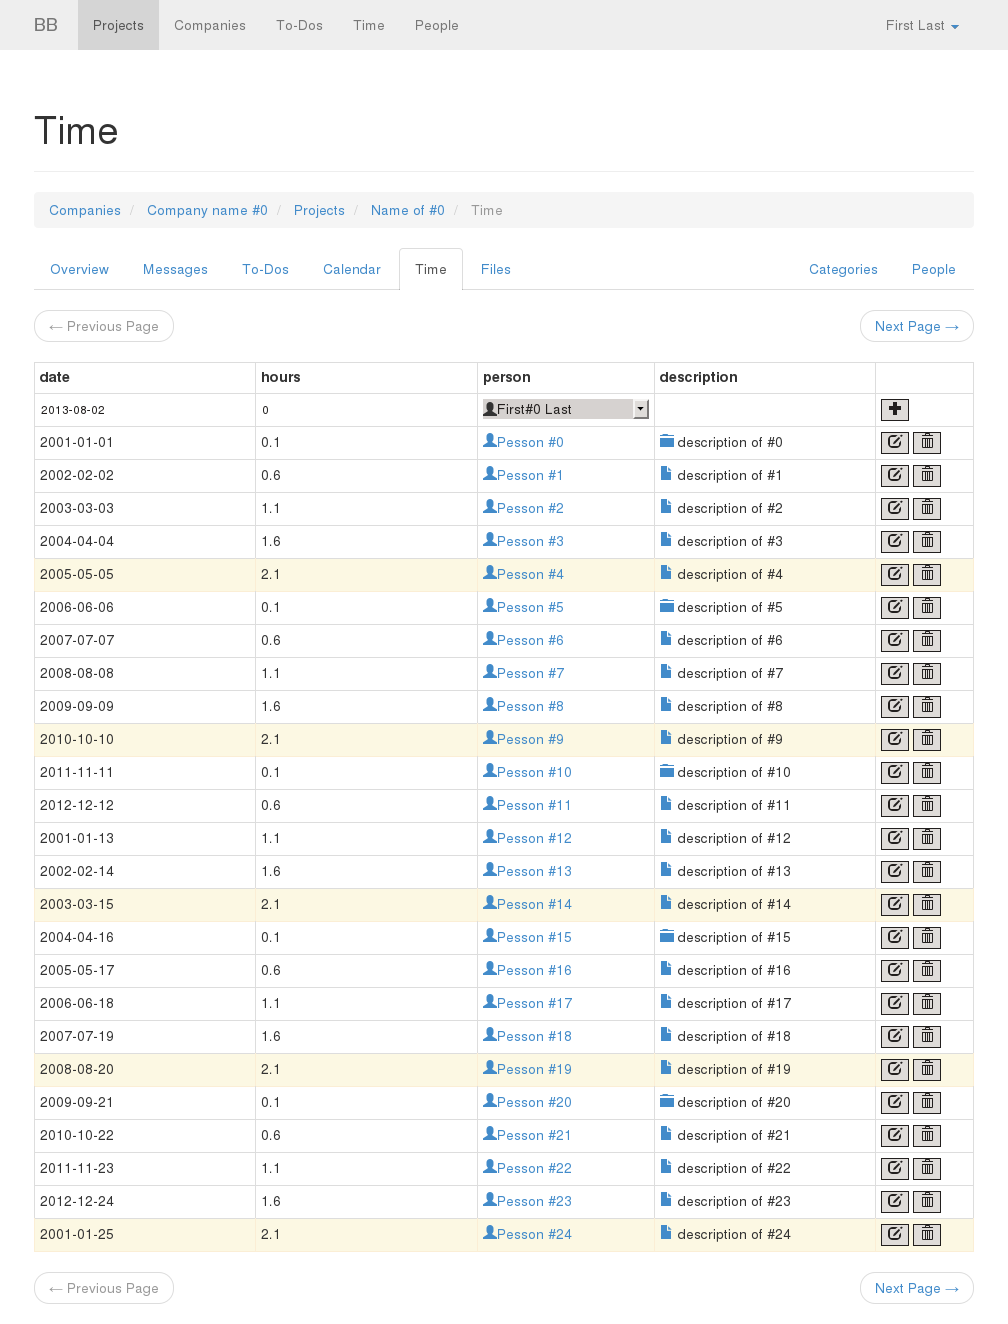 BB Projects Companies To-Dos Time People First Last
Time
Companies / Company name #0 / Projects / Name of #0 / Time
Overview Messages To-Dos Calendar Time Files Categories People
← Previous Page Next Page →
date hours person description
2013-08-02 0 First#0 Last
2001-01-01 0.1 Pesson #0 description of #0
2002-02-02 0.6 Pesson #1 description of #1
2003-03-03 1.1 Pesson #2 description of #2
2004-04-04 1.6 Pesson #3 description of #3
2005-05-05 2.1 Pesson #4 description of #4
2006-06-06 0.1 Pesson #5 description of #5
2007-07-07 0.6 Pesson #6 description of #6
2008-08-08 1.1 Pesson #7 description of #7
2009-09-09 1.6 Pesson #8 description of #8
2010-10-10 2.1 Pesson #9 description of #9
2011-11-11 0.1 Pesson #10 description of #10
2012-12-12 0.6 Pesson #11 description of #11
2001-01-13 1.1 Pesson #12 description of #12
2002-02-14 1.6 Pesson #13 description of #13
2003-03-15 2.1 Pesson #14 description of #14
2004-04-16 0.1 Pesson #15 description of #15
2005-05-17 0.6 Pesson #16 description of #16
2006-06-18 1.1 Pesson #17 description of #17
2007-07-19 1.6 Pesson #18 description of #18
2008-08-20 2.1 Pesson #19 description of #19
2009-09-21 0.1 Pesson #20 description of #20
2010-10-22 0.6 Pesson #21 description of #21
2011-11-23 1.1 Pesson #22 description of #22
2012-12-24 1.6 Pesson #23 description of #23
2001-01-25 2.1 Pesson #24 description of #24
← Previous Page Next Page →